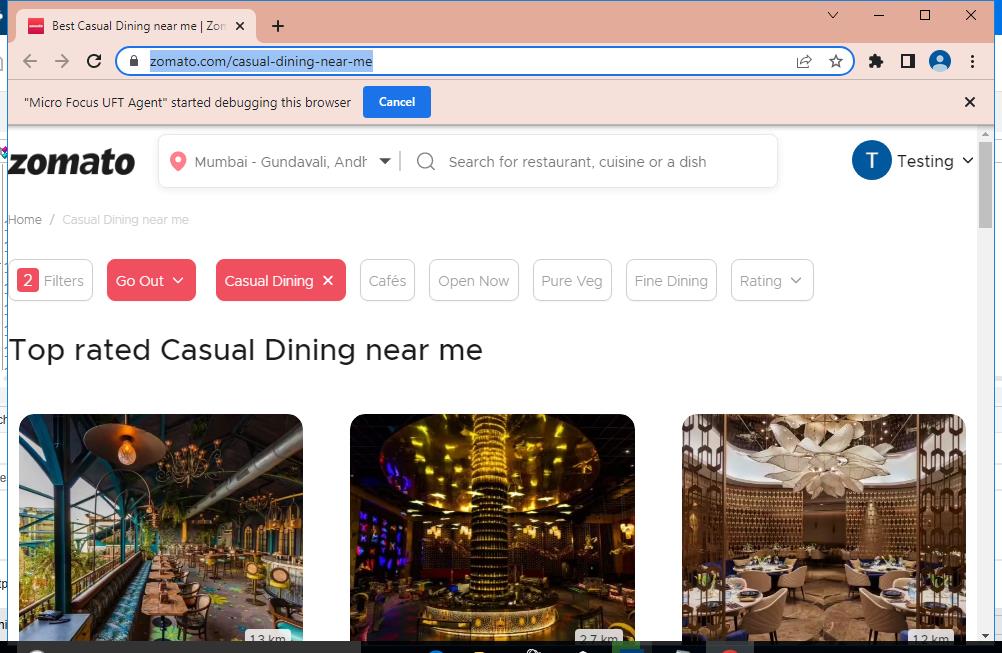 Best Casual Dining near me | Zon
zomato.com/casual-dining-near-me
"Micro Focus UFT Agent" started debugging this browser
Cancel
zomato
Mumbai - Gundavali, Andh
Search for restaurant, cuisine or a dish
T Testing
Home / Casual Dining near me
2 Filters
Go Out
Casual Dining
Cafés
Open Now
Pure Veg
Fine Dining
Rating
Top rated Casual Dining near me
2.7 km
1.2 km